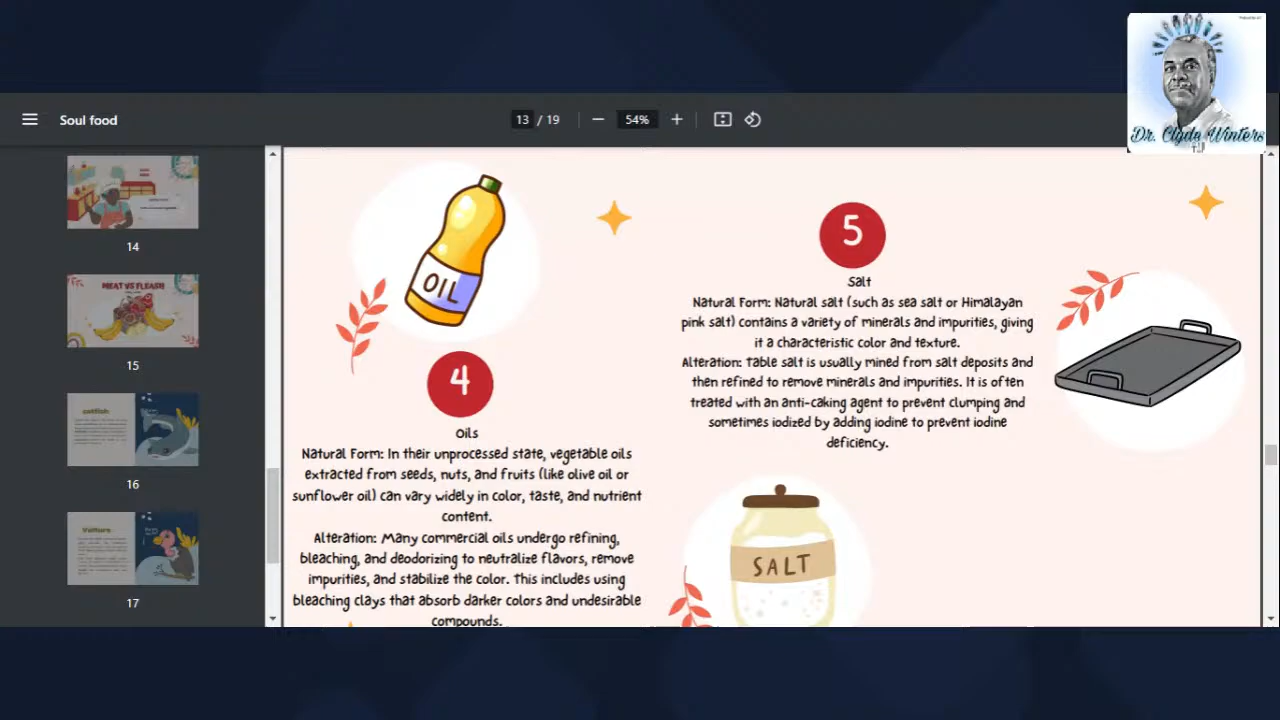 Dr. Clyde Winters
Soul food
13 / 19
54%
14
MEAT VS FLEASH
15
catfish
16
Vulture
17
OIL
4
Oils
Natural Form: In their unprocessed state, vegetable oils
extracted from seeds, nuts, and fruits (like olive oil or
sunflower oil) can vary widely in color, taste, and nutrient
content.
Alteration: Many commercial oils undergo refining,
bleaching, and deodorizing to neutralize flavors, remove
impurities, and stabilize the color. This includes using
bleaching clays that absorb darker colors and undesirable
compounds.
5
Salt
Natural Form: Natural salt (such as sea salt or Himalayan
pink salt) contains a variety of minerals and impurities, giving
it a characteristic color and texture.
Alteration: Table salt is usually mined from salt deposits and
then refined to remove minerals and impurities. It is often
treated with an anti-caking agent to prevent clumping and
sometimes iodized by adding iodine to prevent iodine
deficiency.
SALT